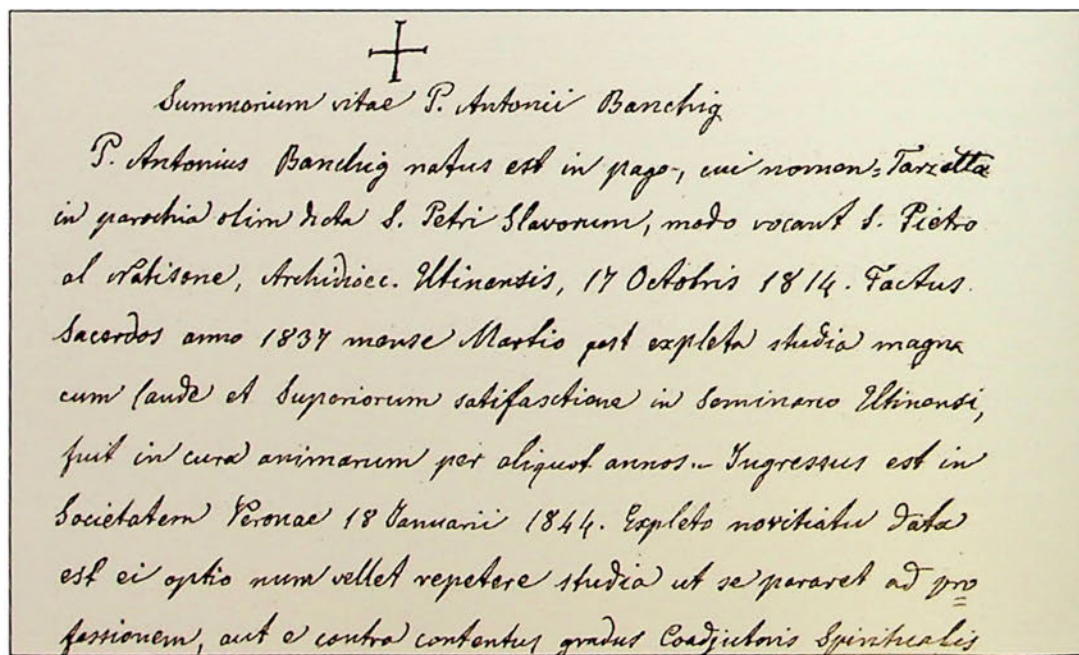 Summarium vitae P. Antonii Banchig
P. Antonius Banchig natus est in pago, cui nomen = Tarzetta
in parochia olim dicta S. Petri Slavorum, modo vocant S. Pietro
al Natisone, Archidioec. Utinensis, 17 Octobris 1814. Factus
Sacerdos anno 1837 mense Martio post expleta studia magna
cum laude et Superiorum satisfactione in Seminario Utinensi,
fuit in cura animarum per aliquot annos. - Ingressus est in
Societatem Veronae 18 Januarii 1844. Expleto novitiatu data
est ei optio num vellet repetere studia ut se pararet ad pro
fessionem, aut e contra contentus gradus Coadjutoris Spiritualis